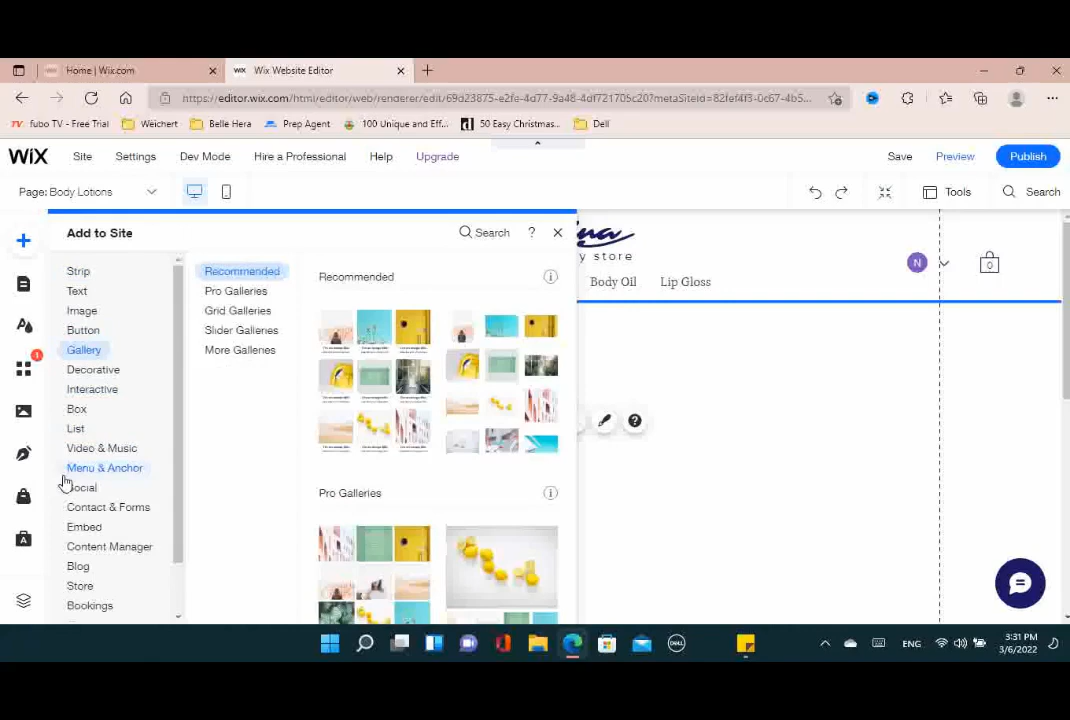 Home | Wix.com
WIX Wix Website Editor
https://editor.wix.com/html/editor/web/renderer/edit/69d23875-e2fe-4d77-9a48-4df721705c20?metaSiteId=82fef4f3-0c67-4b5...
TV fubo TV - Free Trial Weichert Belle Hera Prep Agent 100 Unique and Eff... 50 Easy Christmas... Dell
WiX Site Settings Dev Mode Hire a Professional Help Upgrade Save Preview Publish
Page: Body Lotions Tools Search
Add to Site Search ?
y store
N 0
Body Oil Lip Gloss
Strip
Text
Image
Button
Gallery
Decorative
Interactive
Box
List
Video & Music
Menu & Anchor
Social
Contact & Forms
Embed
Content Manager
Blog
Store
Bookings
1
Recommended
Pro Galleries
Grid Galleries
Slider Galleries
More Galleries
Recommended
Pro Galleries
ENG
3:31 PM
3/6/2022
DELL